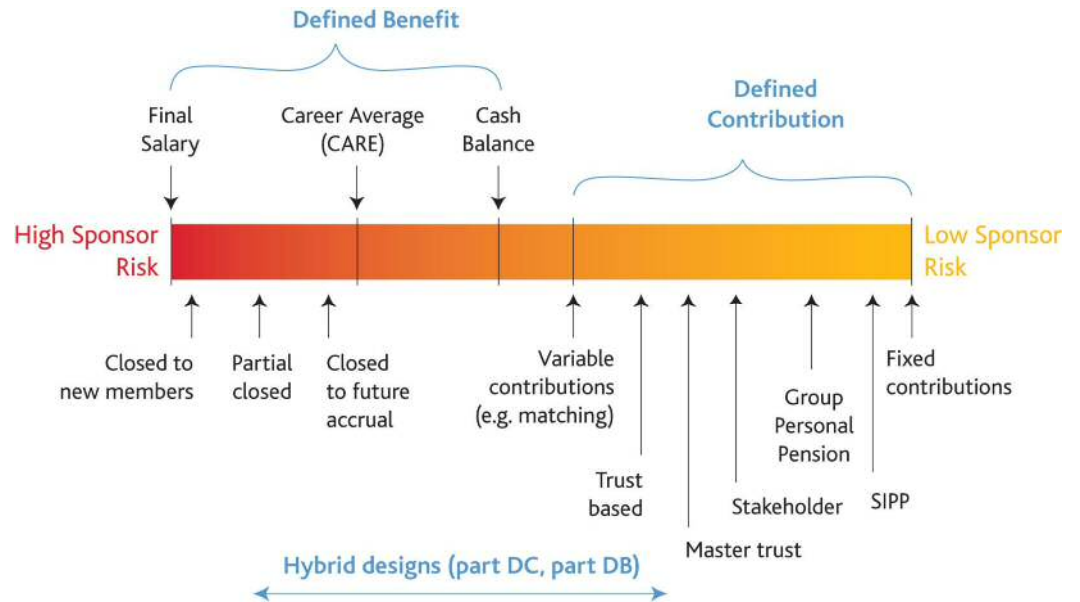 Defined Benefit
Defined
Contribution
Final
Salary
Career Average
(CARE)
Cash
Balance
High Sponsor
Risk
Low Sponsor
Risk
Closed to
new members
Partial
closed
Closed
to future
accrual
Variable
contributions
(e.g. matching)
Trust
based
Master trust
Stakeholder
Group
Personal
Pension
SIPP
Fixed
contributions
Hybrid designs (part DC, part DB)